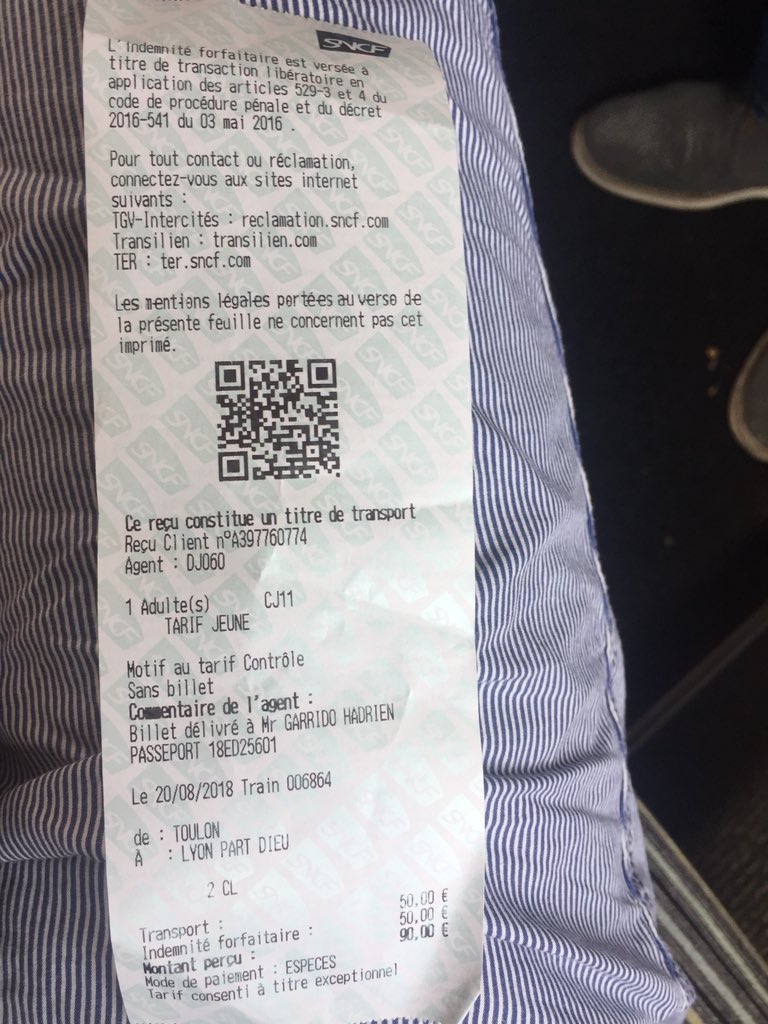 SNCF
L'Indemnité forfaitaire est versée à
titre de transaction libératoire en
application des articles 529-3 et 4 du
code de procédure pénale et du décret
2016-541 du 03 mai 2016 .
Pour tout contact ou réclamation,
connectez-vous aux sites internet
suivants :
TGV-Intercités : reclamation.sncf.com
Transilien : transilien.com
TER : ter.sncf.com
Les mentions légales portées au verso de
la présente feuille ne concernent pas cet
imprimé.
Ce reçu constitue un titre de transport
Reçu Client n°A397760774
Agent : DJ060
1 Adulte(s) CJ11
TARIF JEUNE
Motif au tarif Contrôle
Sans billet
Commentaire de l'agent :
Billet délivré à Mr GARRIDO HADRIEN
PASSEPORT 18ED25601
Le 20/08/2018 Train 006864
de : TOULON
À : LYON PART DIEU
2 CL
Transport : 50,00 €
Indemnité forfaitaire : 50,00 €
Montant perçu : 90,00 €
Mode de paiement : ESPECES
Tarif consenti à titre exceptionnel